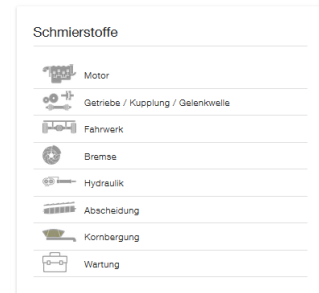 Schmierstoffe
Motor
Getriebe / Kupplung / Gelenkwelle
Fahrwerk
Bremse
Hydraulik
Abscheidung
Kornbergung
Wartung